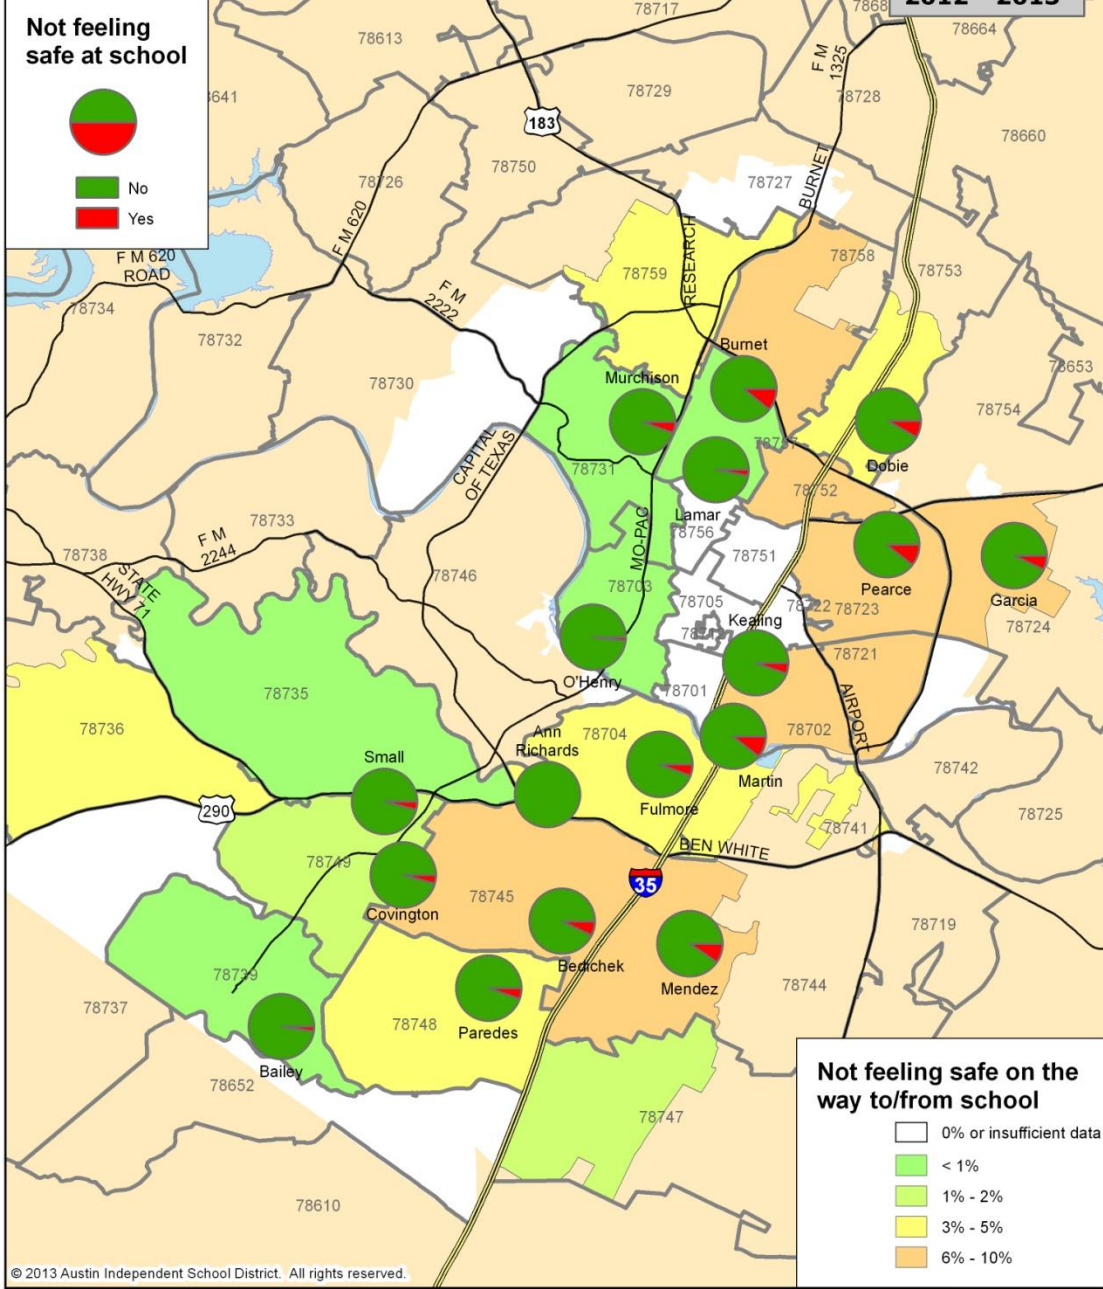 2012 - 2013
Not feeling
safe at school
No
Yes
78717
78613
78664
78641
78729
F M
1325
78728
78660
183
78750
78726
78727
BURNET
F M 620
RESEARCH
F M 620
ROAD
78759
78758
78753
78734
F M
2222
78732
78730
Burnet
78653
Murchison
78754
CAPITAL
OF TEXAS
78731
78757
Dobie
78752
Lamar
78756
78733
F M
2244
MO-PAC
78751
78738
STATE
HWY 71
78746
78703
Pearce
Garcia
78705
78722
78723
78724
Kealing
78712
78721
O'Henry
78701
78735
AIRPORT
78736
Ann
Richards
78704
78702
Small
Martin
78742
290
Fulmore
78725
78741
BEN WHITE
78749
35
78745
Covington
78719
Bedichek
78739
Mendez
78744
78737
78748
Paredes
Bailey
78652
78747
78610
Not feeling safe on the
way to/from school
0% or insufficient data
< 1%
1% - 2%
3% - 5%
6% - 10%
© 2013 Austin Independent School District. All rights reserved.